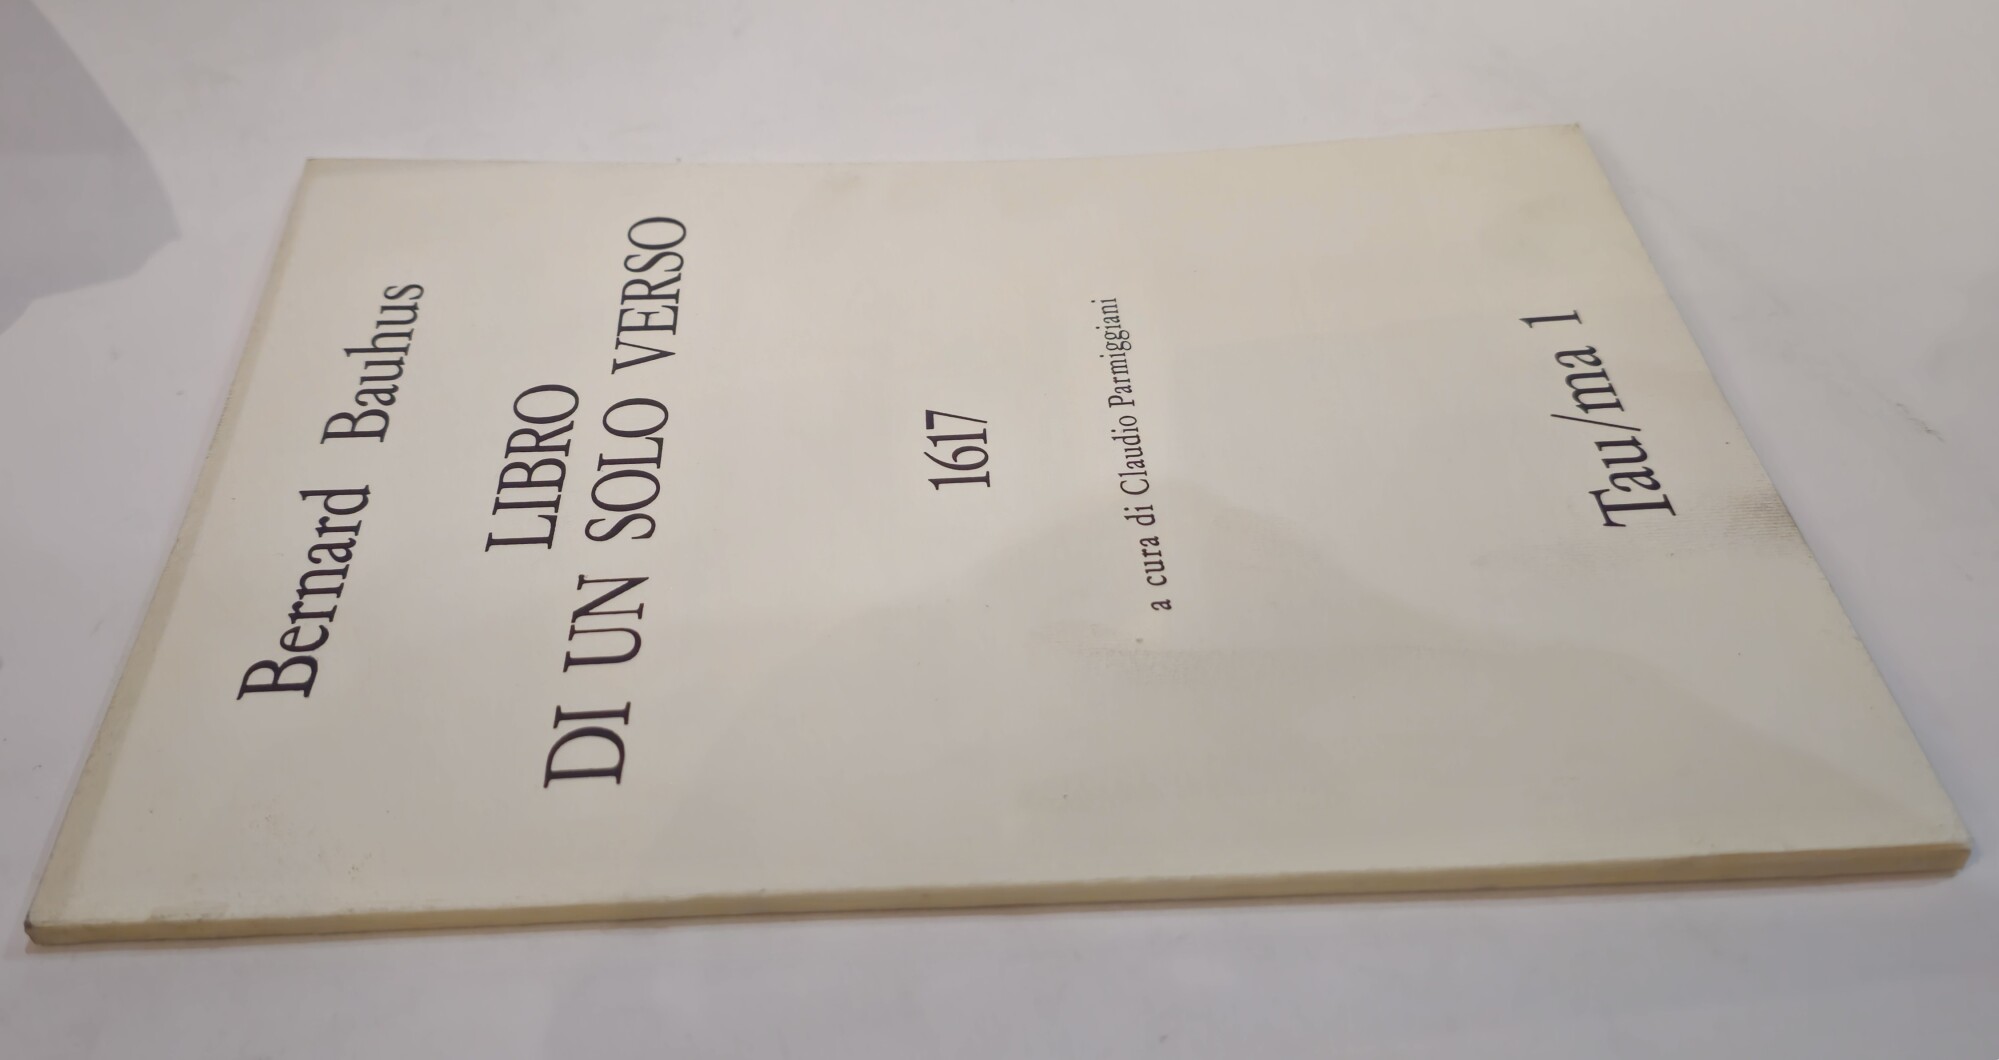 Bernard Bauhus
LIBRO
DI UN SOLO VERSO
1617
a cura di Claudio Parmiggiani
Tau/ma 1